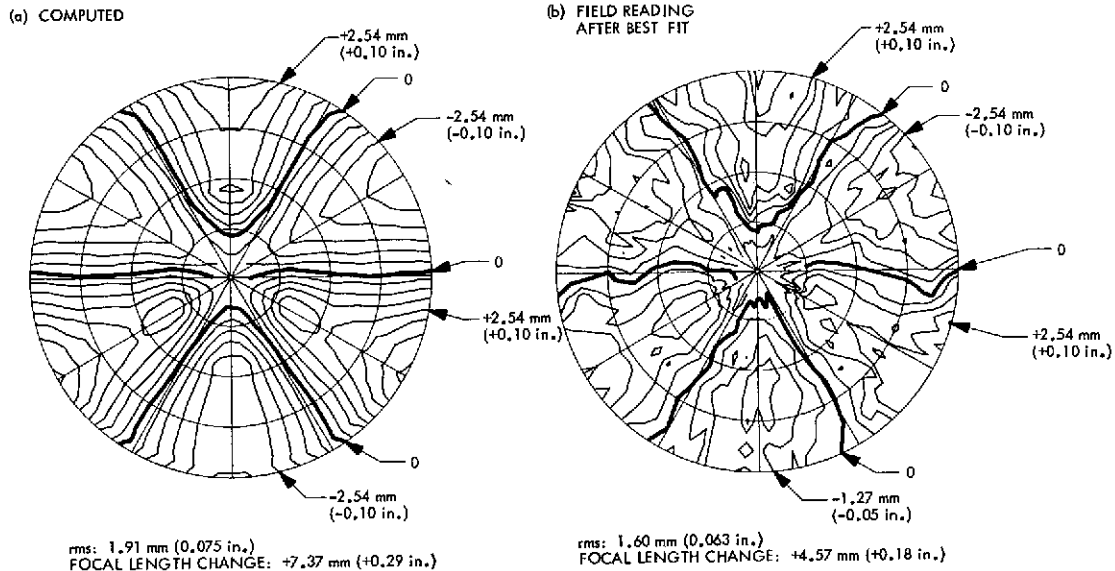 (a) COMPUTED
+2.54 mm
(+0.10 in.)
0
-2.54 mm
(-0.10 in.)
0
+2.54 mm
(+0.10 in.)
0
-2.54 mm
(-0.10 in.)
rms: 1.91 mm (0.075 in.)
FOCAL LENGTH CHANGE: +7.37 mm (+0.29 in.)
(b) FIELD READING
AFTER BEST FIT
+2.54 mm
(+0.10 in.)
0
-2.54 mm
(-0.10 in.)
0
+2.54 mm
(+0.10 in.)
0
-1.27 mm
(-0.05 in.)
rms: 1.60 mm (0.063 in.)
FOCAL LENGTH CHANGE: +4.57 mm (+0.18 in.)